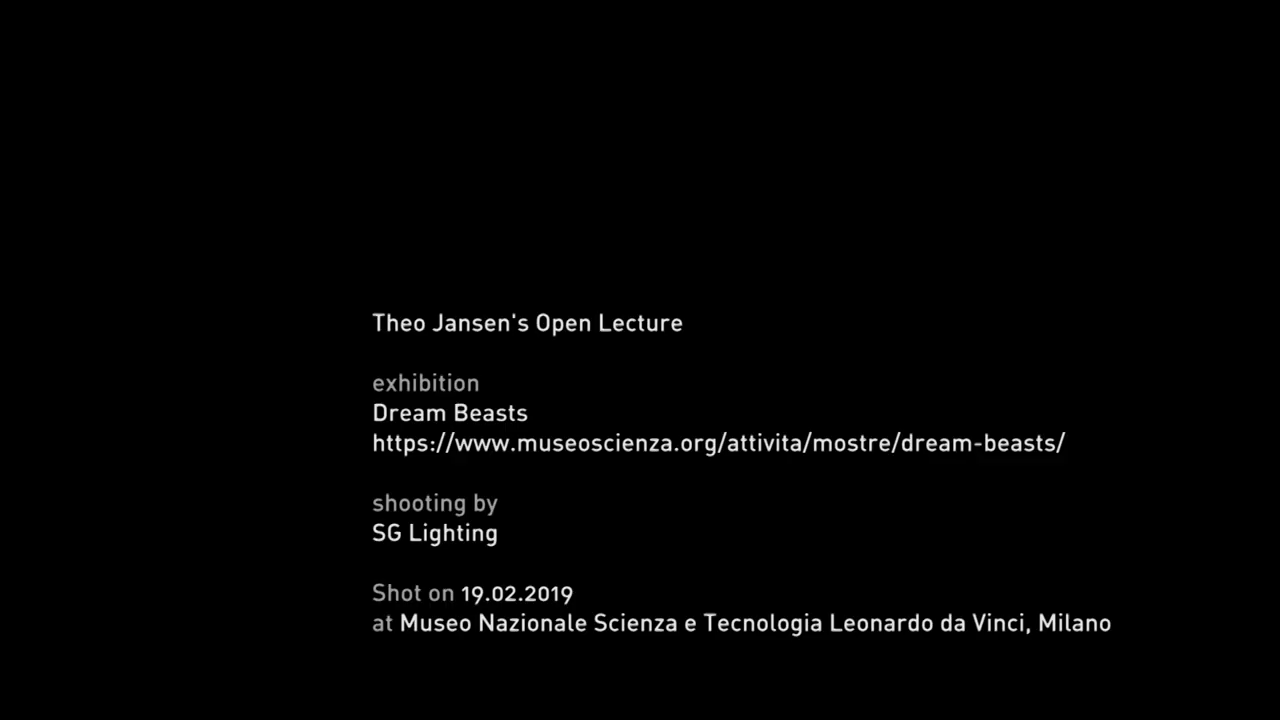 Theo Jansen's Open Lecture
exhibition
Dream Beasts
https://www.museoscienza.org/attivita/mostre/dream-beasts/
shooting by
SG Lighting
Shot on 19.02.2019
at Museo Nazionale Scienza e Tecnologia Leonardo da Vinci, Milano